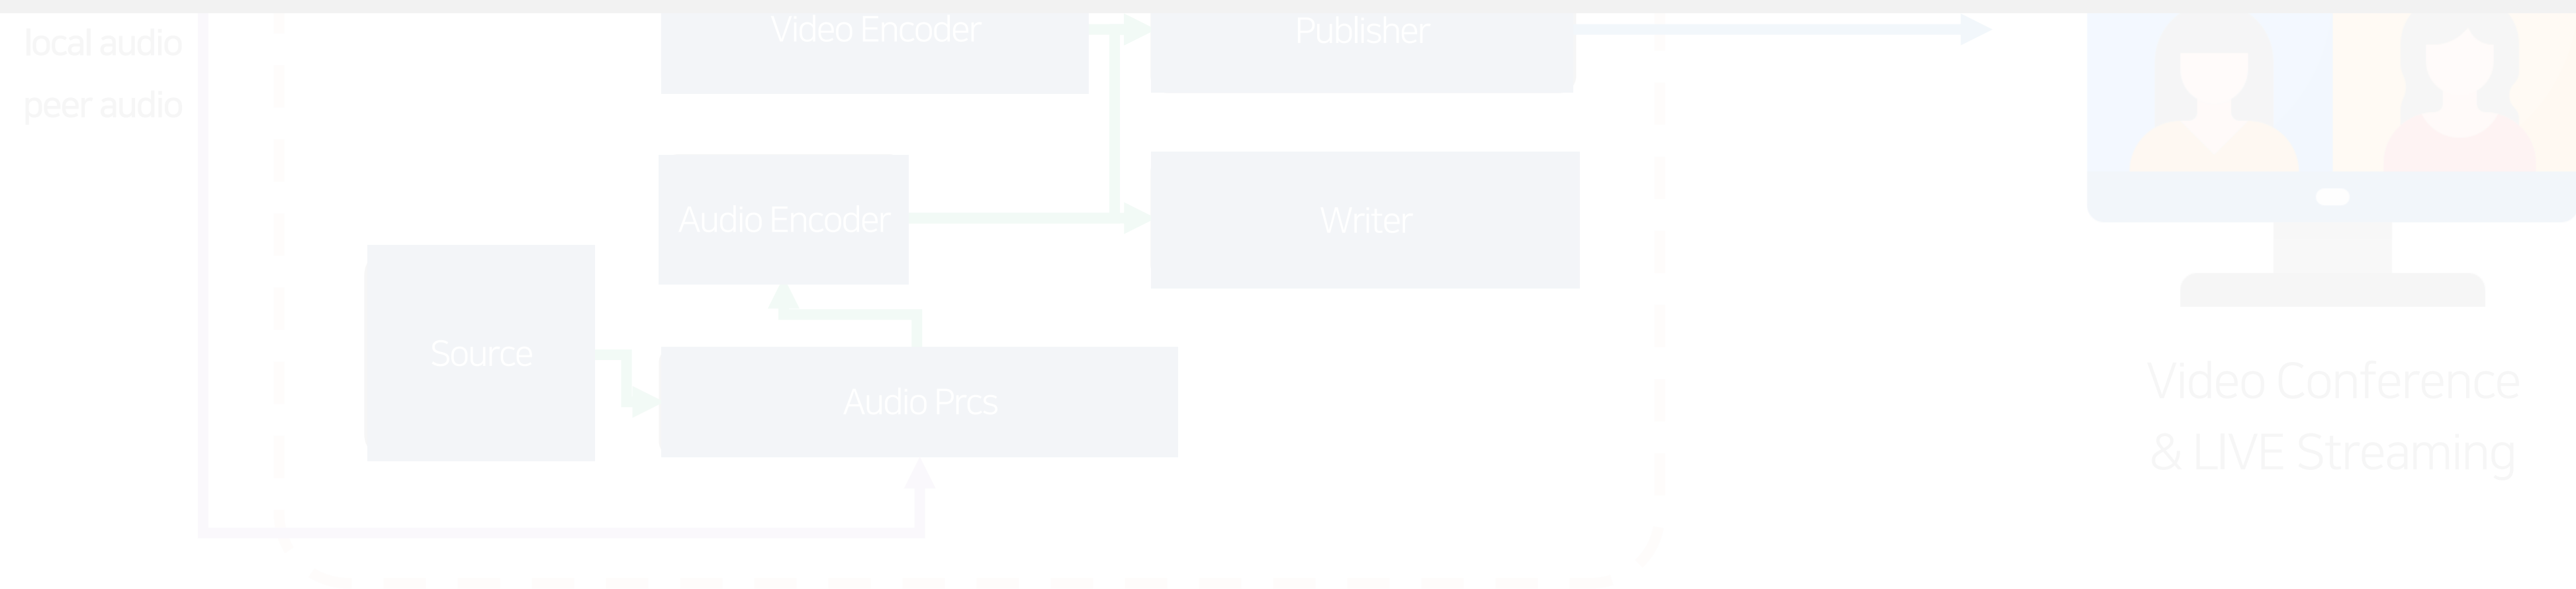 local audio
peer audio
Video Encoder
Publisher
Audio Encoder
Writer
Source
Audio Prcs
Video Conference
& LIVE Streaming